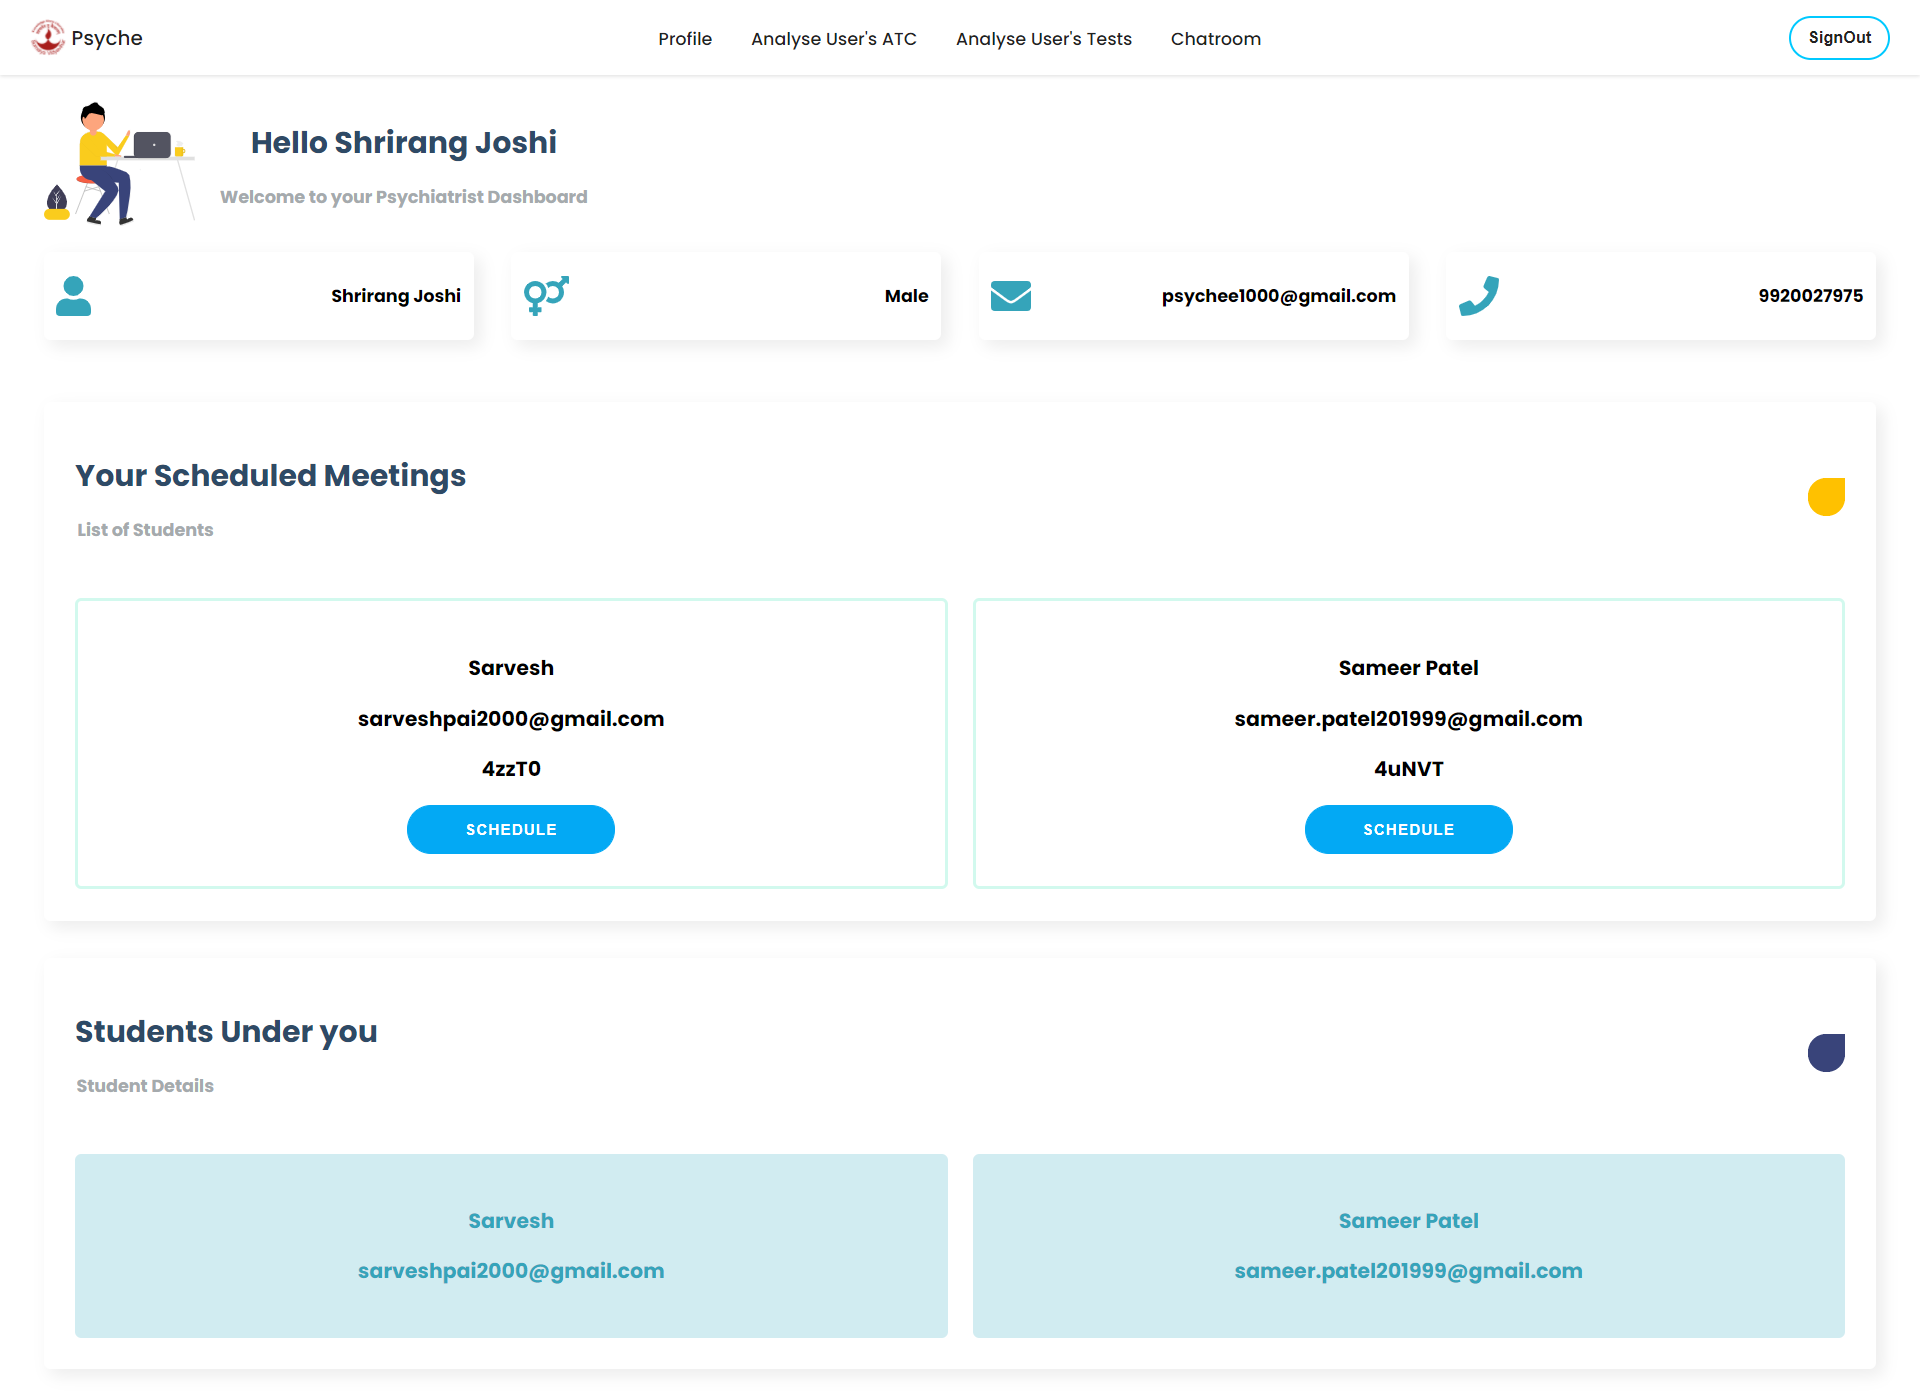 Psyche
Profile Analyse User's ATC Analyse User's Tests Chatroom
SignOut
Hello Shrirang Joshi
Welcome to your Psychiatrist Dashboard
Shrirang Joshi
Male
psychee1000@gmail.com
9920027975
Your Scheduled Meetings
List of Students
Sarvesh
sarveshpai2000@gmail.com
4zzT0
SCHEDULE
Sameer Patel
sameer.patel201999@gmail.com
4uNVT
SCHEDULE
Students Under you
Student Details
Sarvesh
sarveshpai2000@gmail.com
Sameer Patel
sameer.patel201999@gmail.com